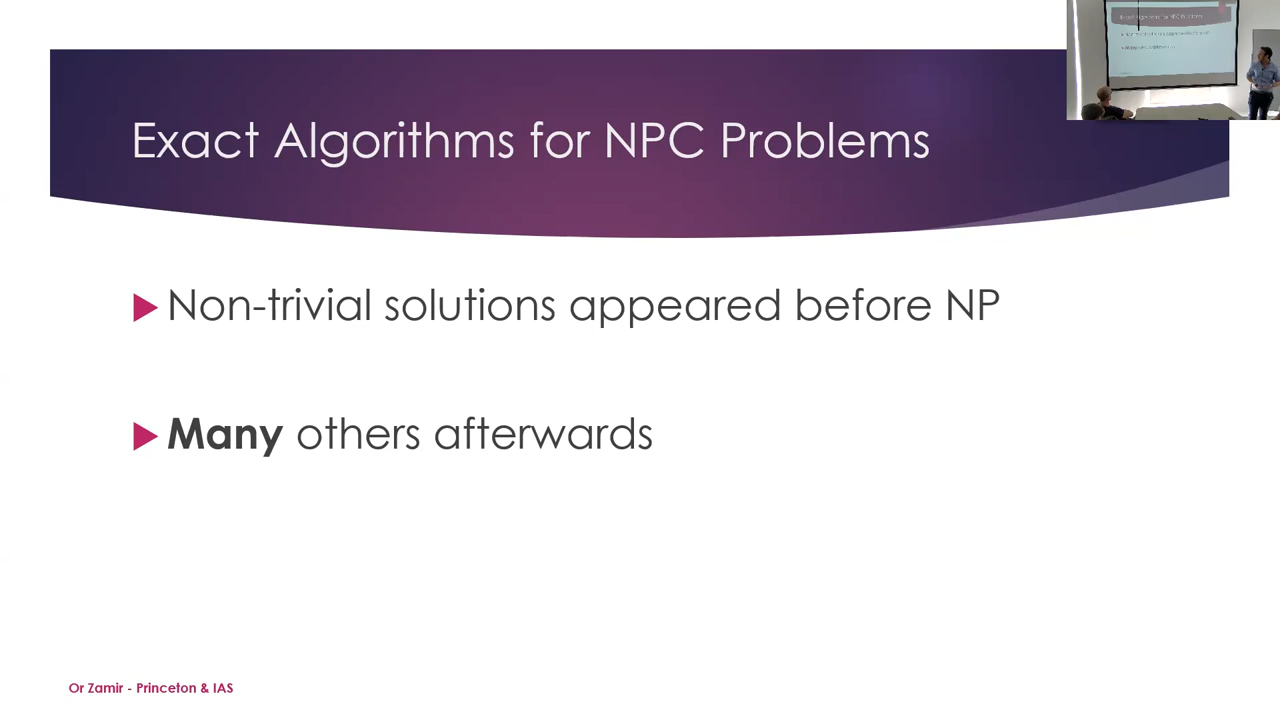 Exact Algorithms for NPC Problems
Non-trivial solutions appeared before NP
Many others afterwards
Or Zamir - Princeton & IAS